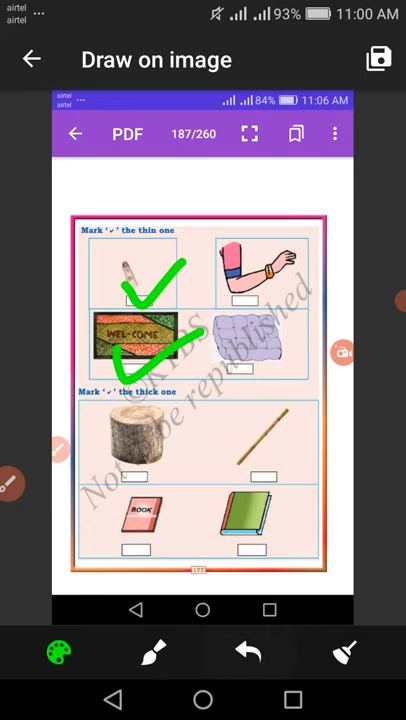 airtel
airtel ...
93%
11:00 AM
Draw on image
airtel
airtel ...
84%
11:06 AM
PDF
187/260
Mark '✓' the thin one
WEL-COME
Mark '✓' the thick one
BOOK
©KTBS
Not to be republished
177